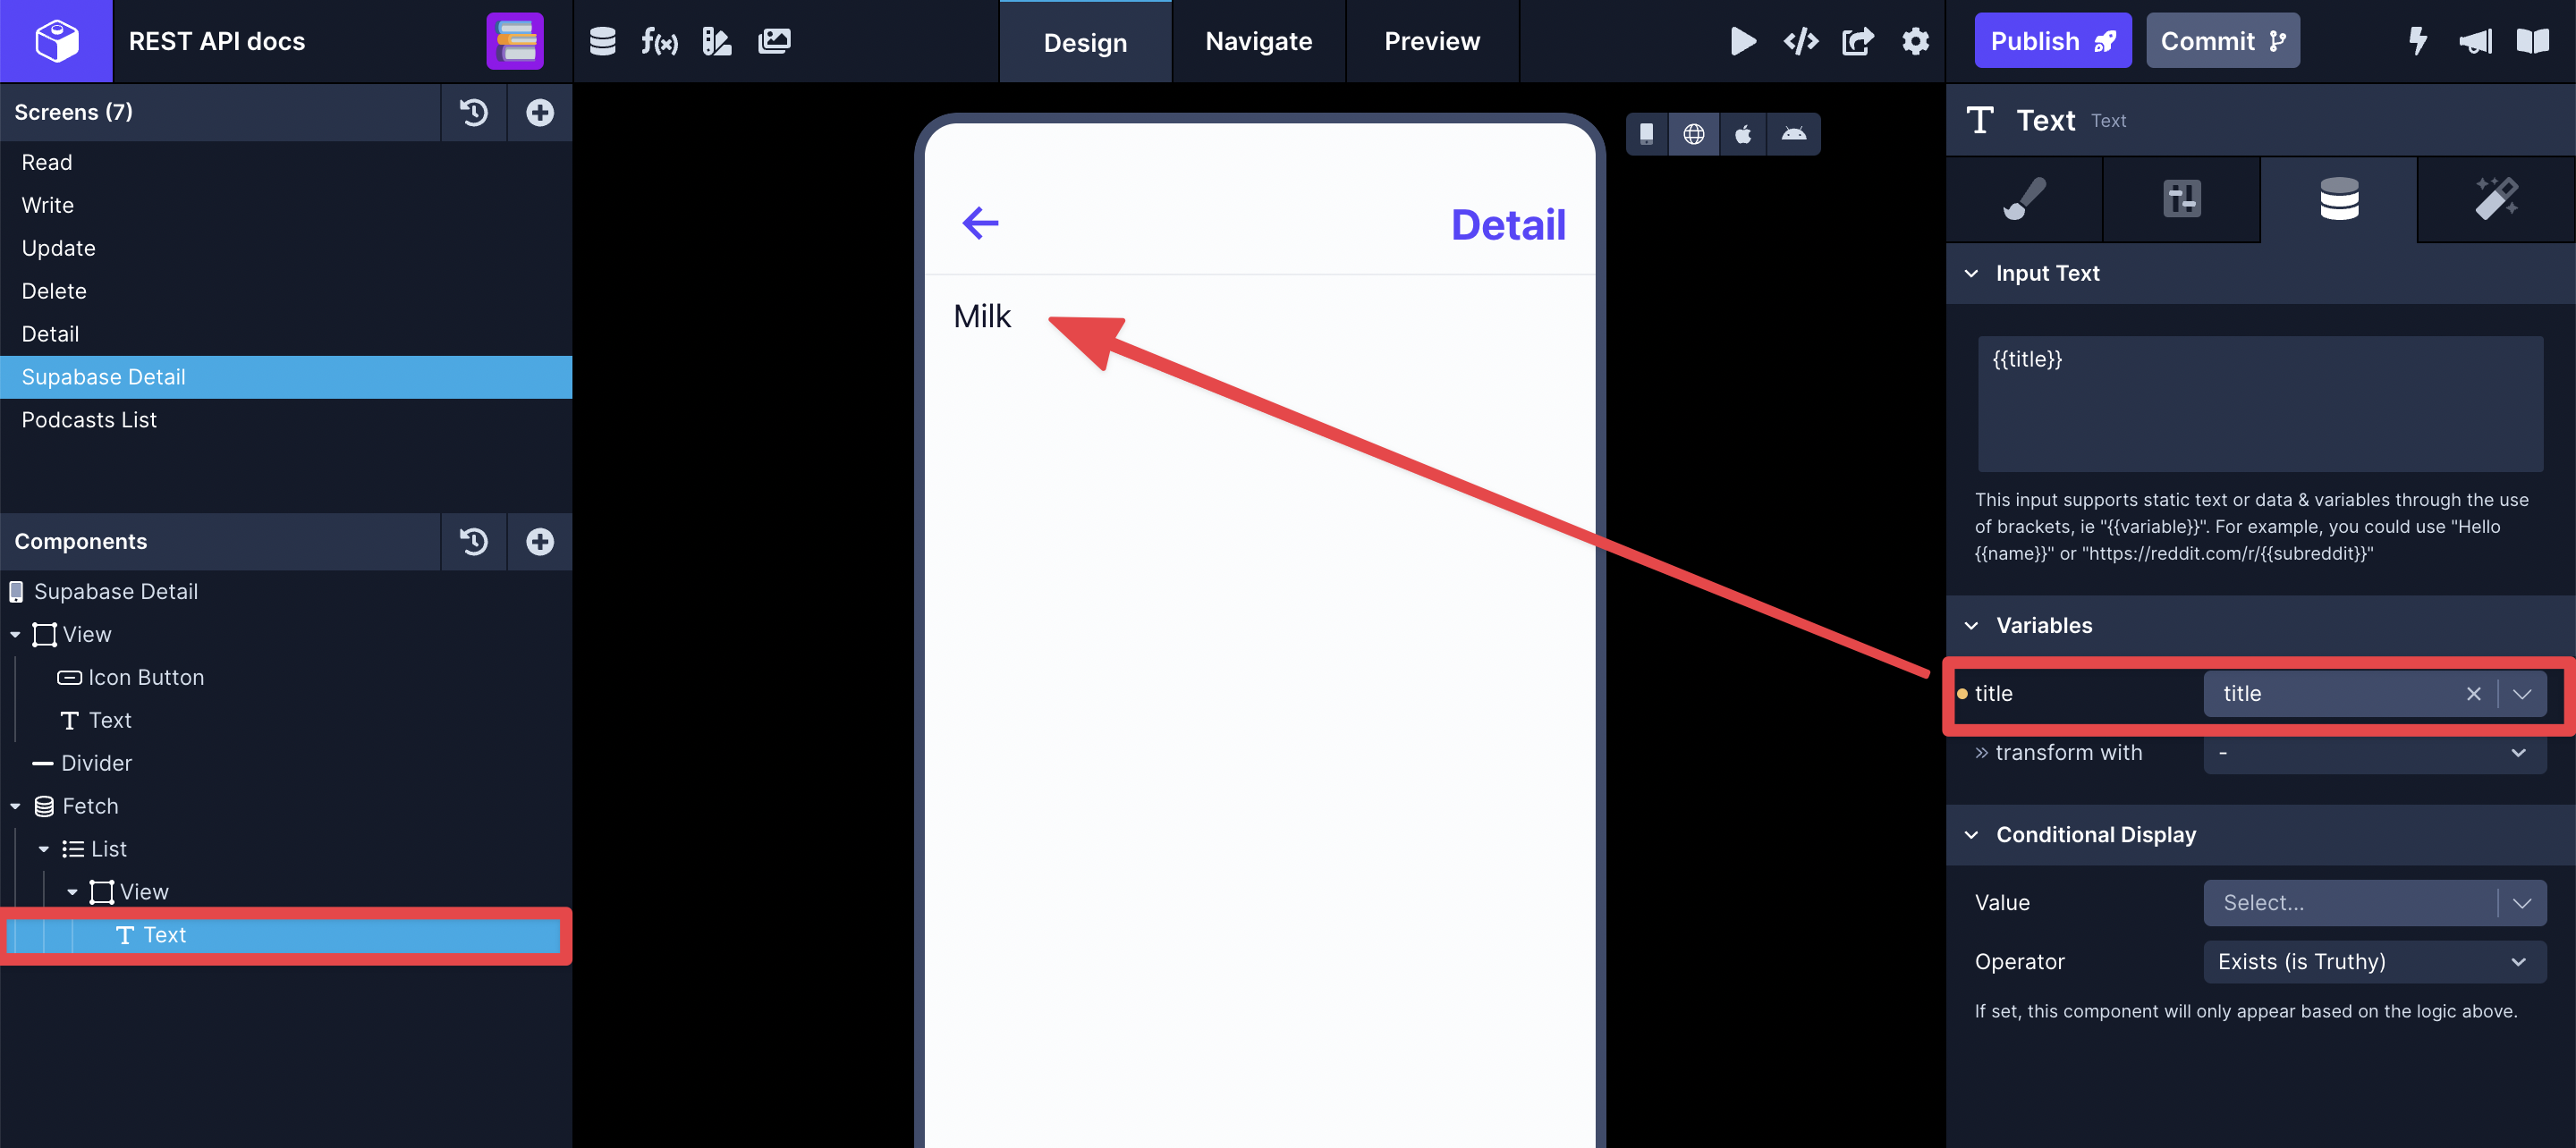 REST API docs
f(x)
Design
Navigate
Preview
Publish
Commit
Screens (7)
Read
Write
Update
Delete
Detail
Supabase Detail
Podcasts List
Components
Supabase Detail
View
Icon Button
Text
Divider
Fetch
List
View
Text
Detail
Milk
Text Text
Input Text
{{title}}
This input supports static text or data & variables through the use
of brackets, ie "{{variable}}". For example, you could use "Hello
{{name}}" or "https://reddit.com/r/{{subreddit}}"
Variables
title title
transform with -
Conditional Display
Value Select...
Operator Exists (is Truthy)
If set, this component will only appear based on the logic above.